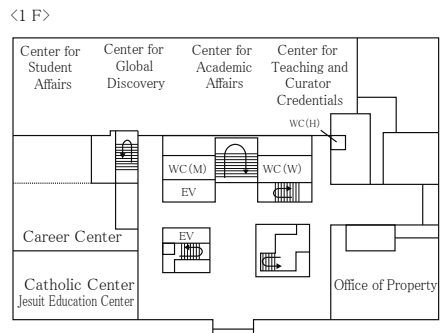 <1 F>
Center for
Student
Affairs
Center for
Global
Discovery
Center for
Academic
Affairs
Center for
Teaching and
Curator
Credentials
WC(H)
WC(M)
WC(W)
EV
EV
Career Center
Catholic Center
Jesuit Education Center
Office of Property